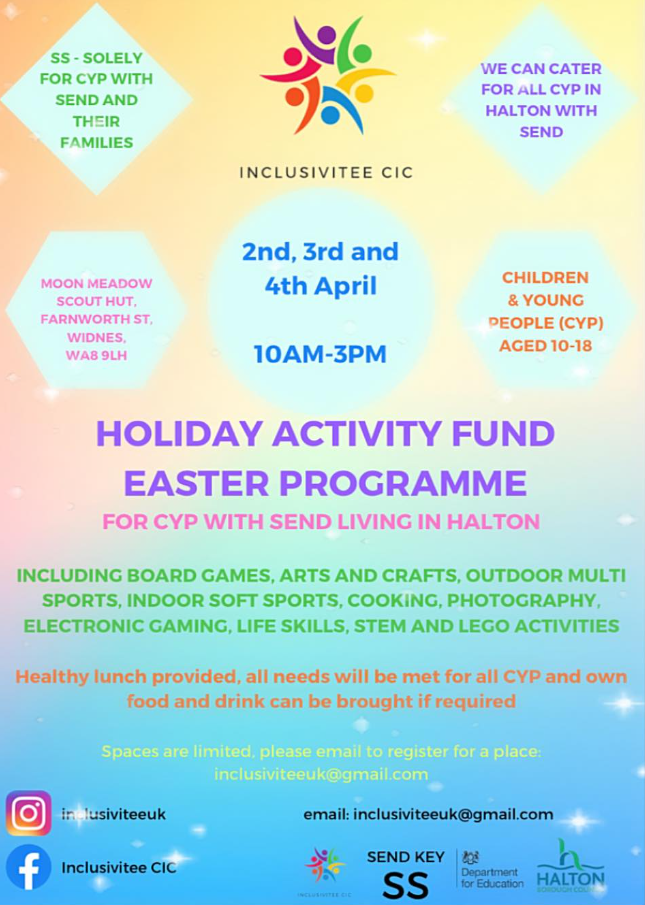 SS - SOLELY
FOR CYP WITH
SEND AND
THEIR
FAMILIES
INCLUSIVITEE CIC
WE CAN CATER
FOR ALL CYP IN
HALTON WITH
SEND
MOON MEADOW
SCOUT HUT,
FARNWORTH ST,
WIDNES,
WA8 9LH
2nd, 3rd and
4th April
10AM-3PM
CHILDREN
& YOUNG
PEOPLE (CYP)
AGED 10-18
HOLIDAY ACTIVITY FUND
EASTER PROGRAMME
FOR CYP WITH SEND LIVING IN HALTON
INCLUDING BOARD GAMES, ARTS AND CRAFTS, OUTDOOR MULTI
SPORTS, INDOOR SOFT SPORTS, COOKING, PHOTOGRAPHY,
ELECTRONIC GAMING, LIFE SKILLS, STEM AND LEGO ACTIVITIES
Healthy lunch provided, all needs will be met for all CYP and own
food and drink can be brought if required
Spaces are limited, please email to register for a place:
inclusiviteeuk@gmail.com
inclusiviteeuk
email: inclusiviteeuk@gmail.com
Inclusivitee CIC
INCLUSIVITEE CIC
SEND KEY
SS
Department
for Education
HALTON
BOROUGH COUNCIL